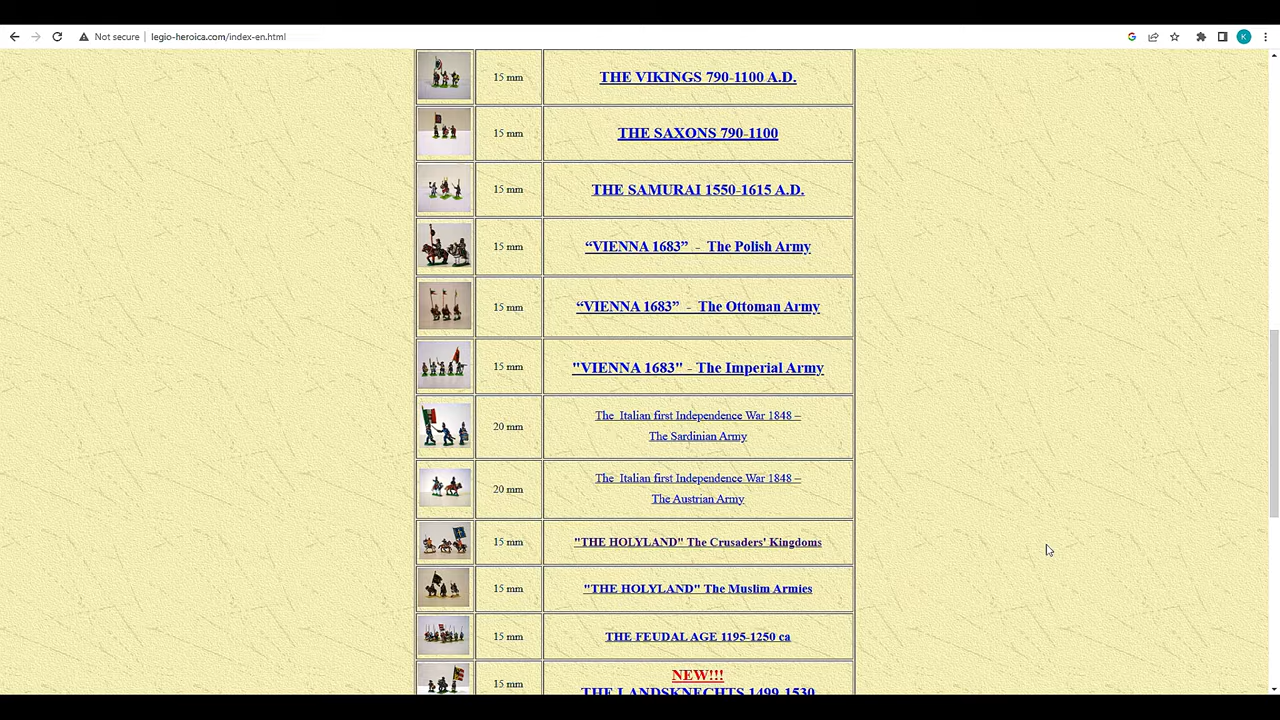 Not secure
legio-heroica.com/index-en.html
K
15 mm
THE VIKINGS 790-1100 A.D.
15 mm
THE SAXONS 790-1100
15 mm
THE SAMURAI 1550-1615 A.D.
15 mm
“VIENNA 1683” - The Polish Army
15 mm
“VIENNA 1683” - The Ottoman Army
15 mm
"VIENNA 1683" - The Imperial Army
20 mm
The Italian first Independence War 1848 –
The Sardinian Army
20 mm
The Italian first Independence War 1848 –
The Austrian Army
15 mm
"THE HOLYLAND" The Crusaders' Kingdoms
15 mm
"THE HOLYLAND" The Muslim Armies
15 mm
THE FEUDAL AGE 1195-1250 ca
15 mm
NEW!!!
THE LANDSKNECHTS 1499-1530